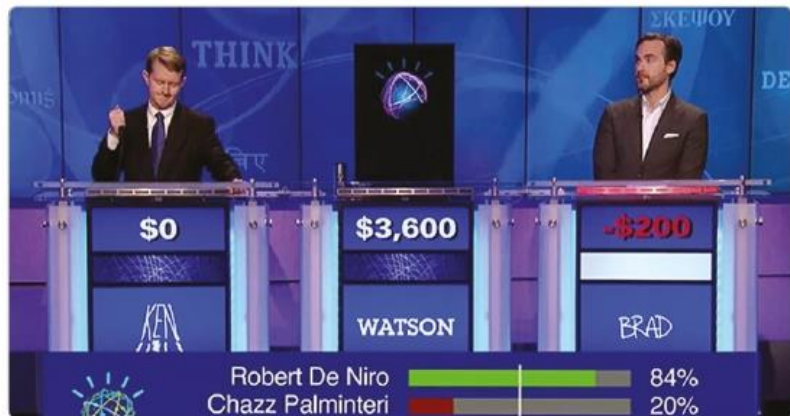 ΣΚΕΨΟΥ
THINK
DE
$0
$3,600
-$200
KEN
WATSON
BRAD
Robert De Niro 84%
Chazz Palminteri 20%